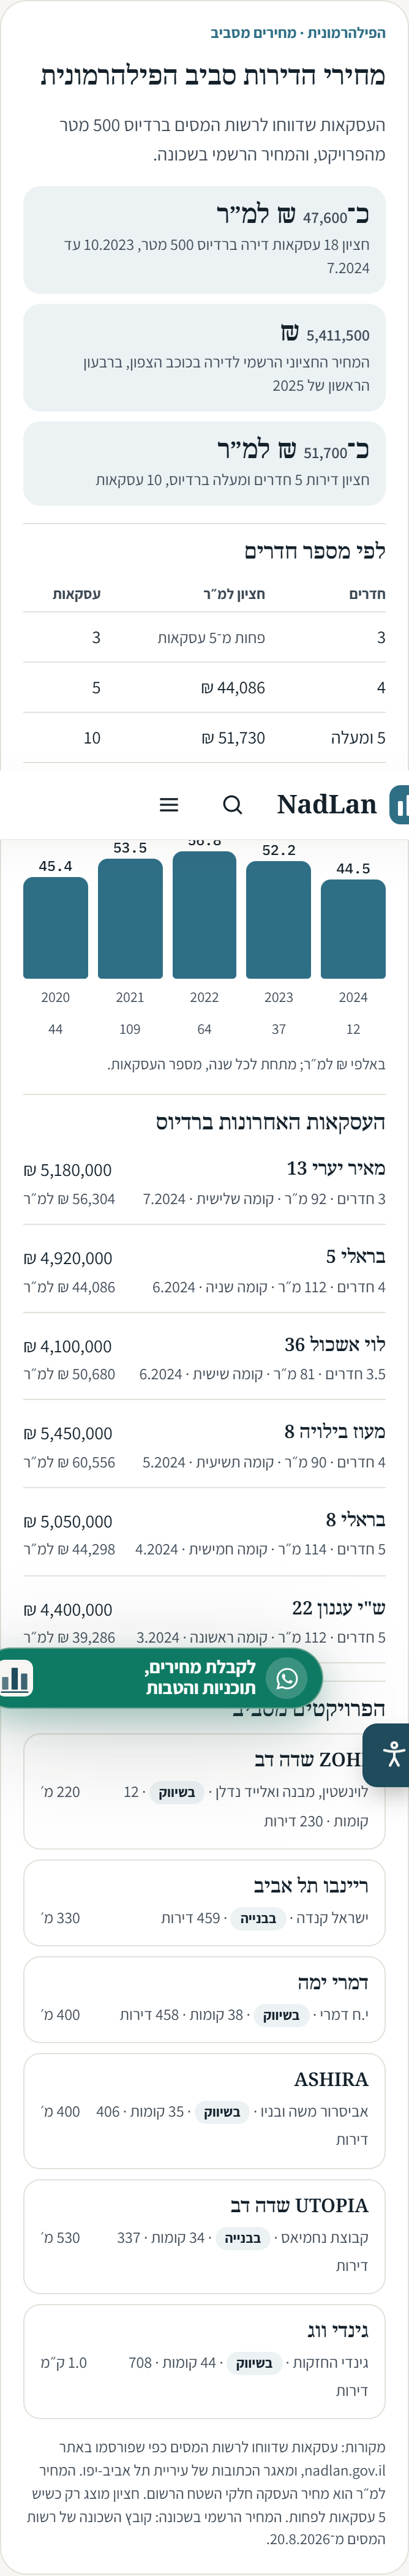 הפילהרמונית · מחירים מסביב
מחירי הדירות סביב הפילהרמונית
העסקאות שדווחו לרשות המסים ברדיוס 500 מטר
מהפרויקט, והמחיר הרשמי בשכונה.
כ־47,600 ₪ למ״ר
חציון 18 עסקאות דירה ברדיוס 500 מטר, 10.2023 עד
7.2024
5,411,500 ₪
המחיר החציוני הרשמי לדירה בכוכב הצפון, ברבעון
הראשון של 2025
כ־51,700 ₪ למ״ר
חציון דירות 5 חדרים ומעלה ברדיוס, 10 עסקאות
לפי מספר חדרים
חדרים חציון למ״ר עסקאות
3 פחות מ־5 עסקאות 3
4 44,086 ₪ 5
5 ומעלה 51,730 ₪ 10
NadLan
45.4 53.5 56.8 52.2 44.5
2020 2021 2022 2023 2024
44 109 64 37 12
באלפי ₪ למ״ר; מתחת לכל שנה, מספר העסקאות.
העסקאות האחרונות ברדיוס
מאיר יערי 13 5,180,000 ₪
3 חדרים · 92 מ״ר · קומה שלישית · 7.2024 56,304 ₪ למ״ר
בראלי 5 4,920,000 ₪
4 חדרים · 112 מ״ר · קומה שניה · 6.2024 44,086 ₪ למ״ר
לוי אשכול 36 4,100,000 ₪
3.5 חדרים · 81 מ״ר · קומה שישית · 6.2024 50,680 ₪ למ״ר
מעוז בילויה 8 5,450,000 ₪
4 חדרים · 90 מ״ר · קומה תשיעית · 5.2024 60,556 ₪ למ״ר
בראלי 8 5,050,000 ₪
5 חדרים · 114 מ״ר · קומה חמישית · 4.2024 44,298 ₪ למ״ר
ש"י עגנון 22 4,400,000 ₪
5 חדרים · 112 מ״ר · קומה ראשונה · 3.2024 39,286 ₪ למ״ר
לקבלת מחירים,
תוכניות והטבות
הפרויקטים מסביב
ZOHI שדה דב
לוינשטין, מבנה ואלייד נדלן · בשיווק · 12 220 מ׳
קומות · 230 דירות
ריינבו תל אביב
ישראל קנדה · בבנייה · 459 דירות 330 מ׳
דמרי ימה
י.ח דמרי · בשיווק · 38 קומות · 458 דירות 400 מ׳
ASHIRA
אביסרור משה ובניו · בשיווק · 35 קומות · 406 400 מ׳
דירות
UTOPIA שדה דב
קבוצת נחמיאס · בבנייה · 34 קומות · 337 530 מ׳
דירות
גינדי ווג
גינדי החזקות · בשיווק · 44 קומות · 708 1.0 ק״מ
דירות
מקורות: עסקאות שדווחו לרשות המסים כפי שפורסמו באתר
nadlan.gov.il, ומאגר הכתובות של עיריית תל אביב-יפו. המחיר
למ״ר הוא מחיר העסקה חלקי השטח הרשום. חציון מוצג רק כשיש
5 עסקאות לפחות. המחיר הרשמי בשכונה: קובץ השכונה של רשות
המסים מ־20.8.2026.